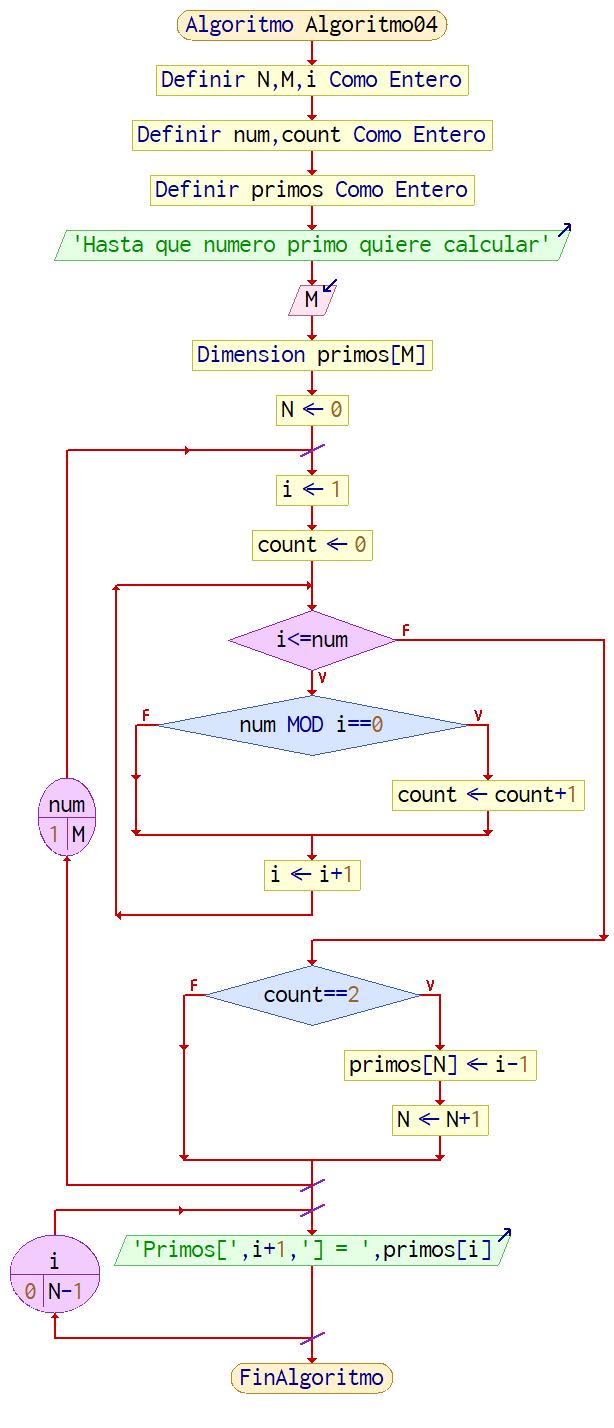 Algoritmo Algoritmo04
Definir N,M,i Como Entero
Definir num,count Como Entero
Definir primos Como Entero
'Hasta que numero primo quiere calcular'
M
Dimension primos[M]
N ← 0
i ← 1
count ← 0
i<=num
F
V
num MOD i==0
F
V
count ← count+1
num
1 M
i ← i+1
count==2
F
V
primos[N] ← i-1
N ← N+1
'Primos[',i+1,'] = ',primos[i]
i
0 N-1
FinAlgoritmo